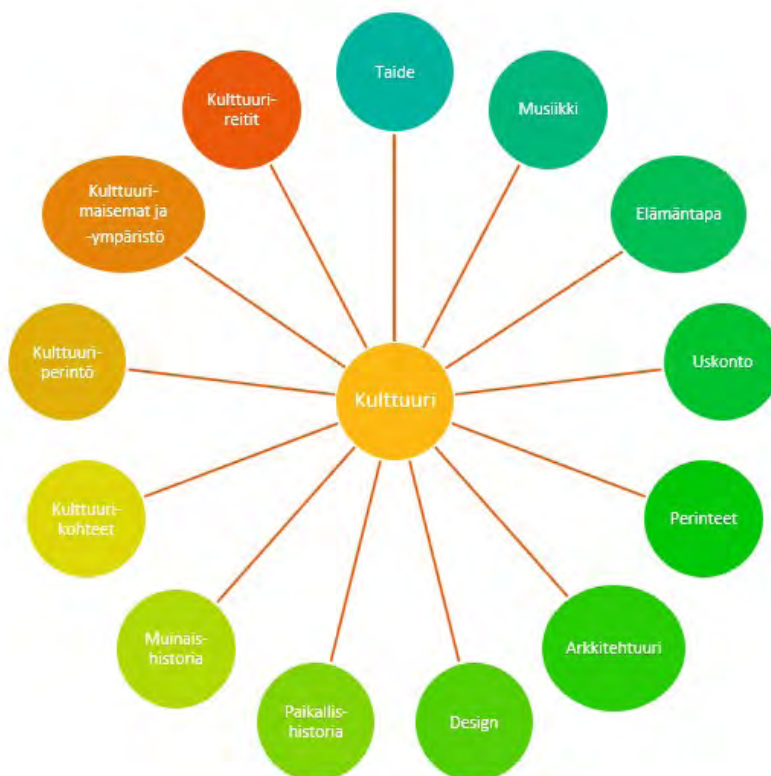 Taide
Musiikki
Elämäntapa
Uskonto
Perinteet
Arkkitehtuuri
Design
Paikallis-
historia
Muinais-
historia
Kulttuuri-
kohteet
Kulttuuri-
perintö
Kulttuuri-
maisemat ja
-ympäristö
Kulttuuri-
reitit
Kulttuuri